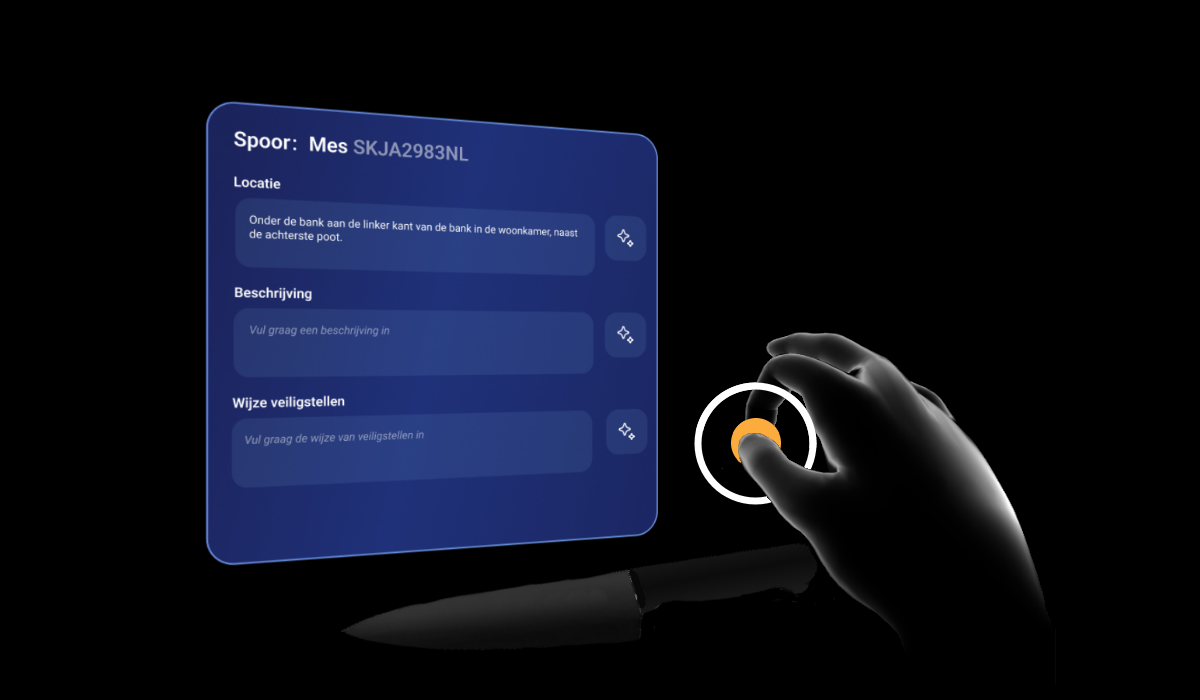 Spoor: Mes SKJA2983NL
Locatie
Onder de bank aan de linker kant van de bank in de woonkamer, naast
de achterste poot.
Beschrijving
Vul graag een beschrijving in
Wijze veiligstellen
Vul graag de wijze van veiligstellen in